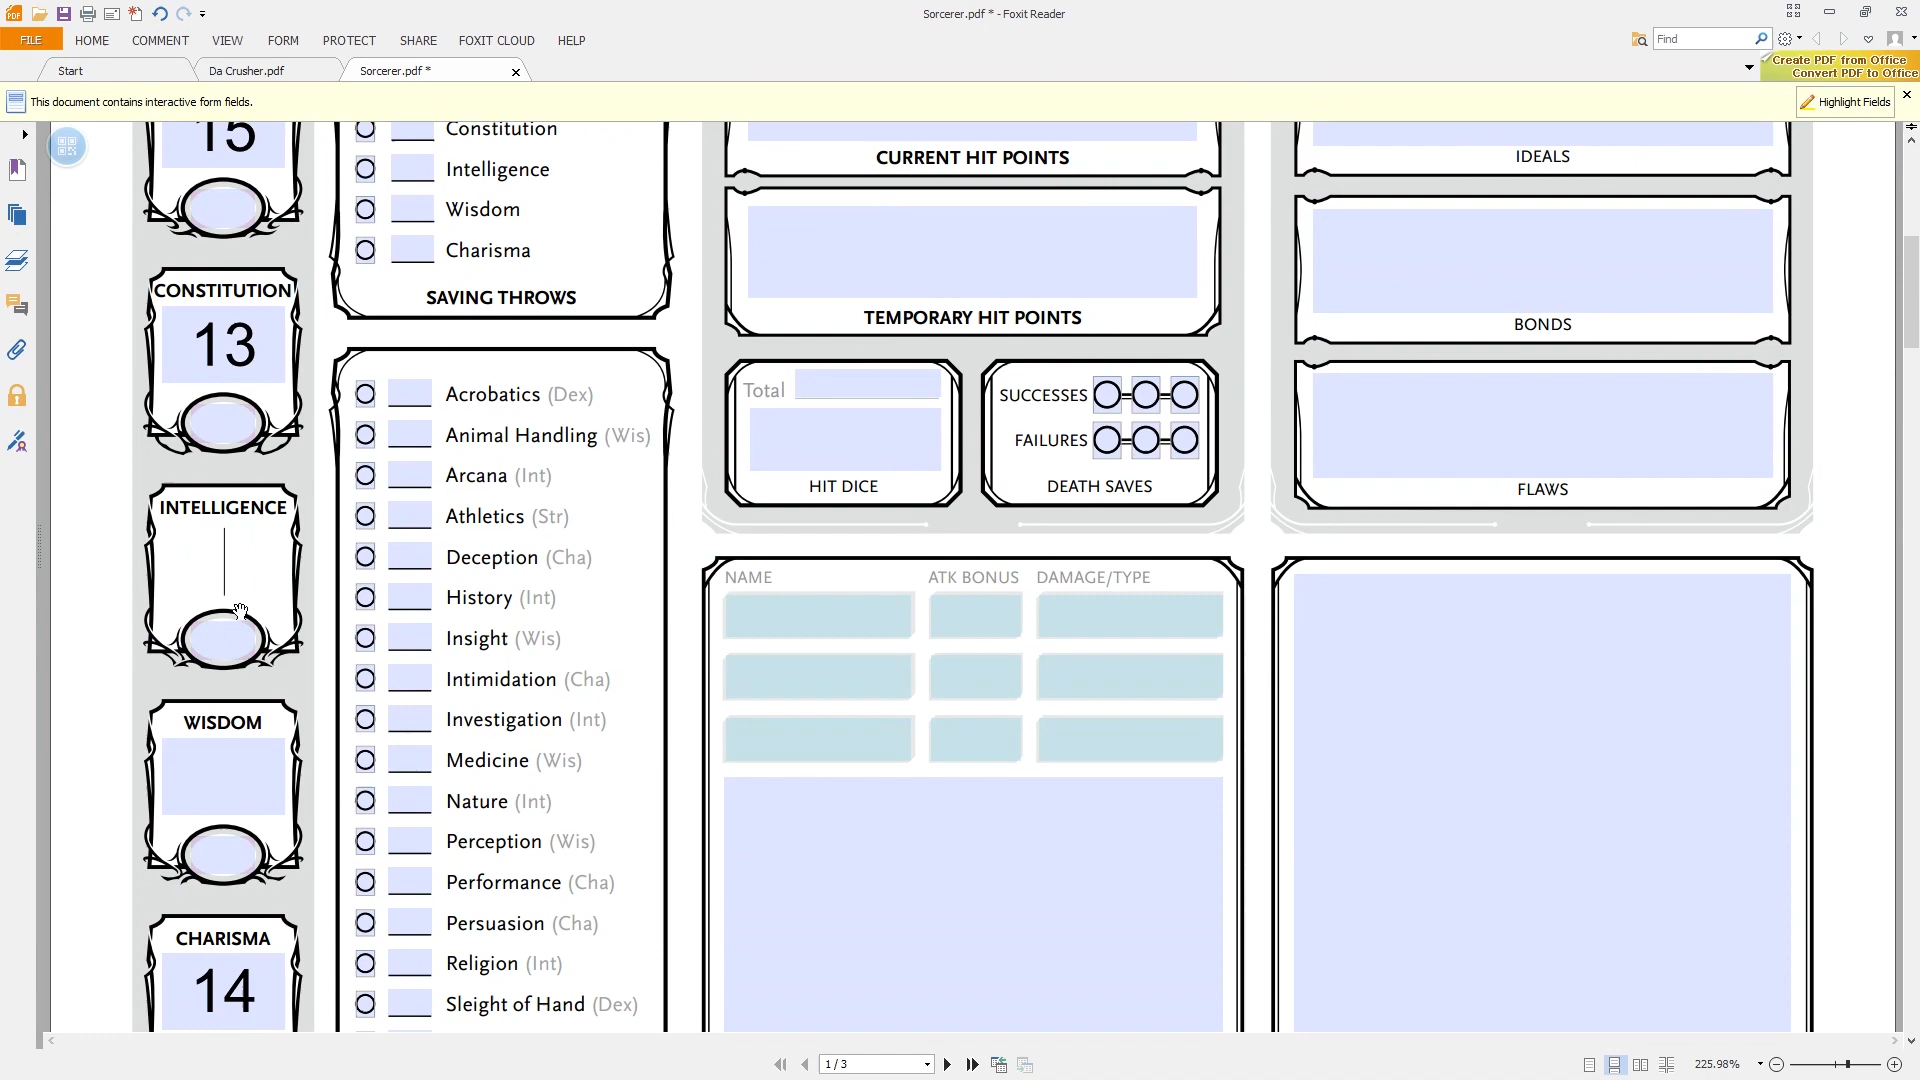 Sorcerer.pdf * - Foxit Reader
FILE HOME COMMENT VIEW FORM PROTECT SHARE FOXIT CLOUD HELP
Find
Start
Da Crusher.pdf
Sorcerer.pdf *
Create PDF from Office
Convert PDF to Office
This document contains interactive form fields.
Highlight Fields
15
CONSTITUTION
13
INTELLIGENCE
WISDOM
CHARISMA
14
Constitution
Intelligence
Wisdom
Charisma
SAVING THROWS
Acrobatics (Dex)
Animal Handling (Wis)
Arcana (Int)
Athletics (Str)
Deception (Cha)
History (Int)
Insight (Wis)
Intimidation (Cha)
Investigation (Int)
Medicine (Wis)
Nature (Int)
Perception (Wis)
Performance (Cha)
Persuasion (Cha)
Religion (Int)
Sleight of Hand (Dex)
CURRENT HIT POINTS
TEMPORARY HIT POINTS
Total
HIT DICE
SUCCESSES
FAILURES
DEATH SAVES
NAME ATK BONUS DAMAGE/TYPE
IDEALS
BONDS
FLAWS
1 / 3
225.98%